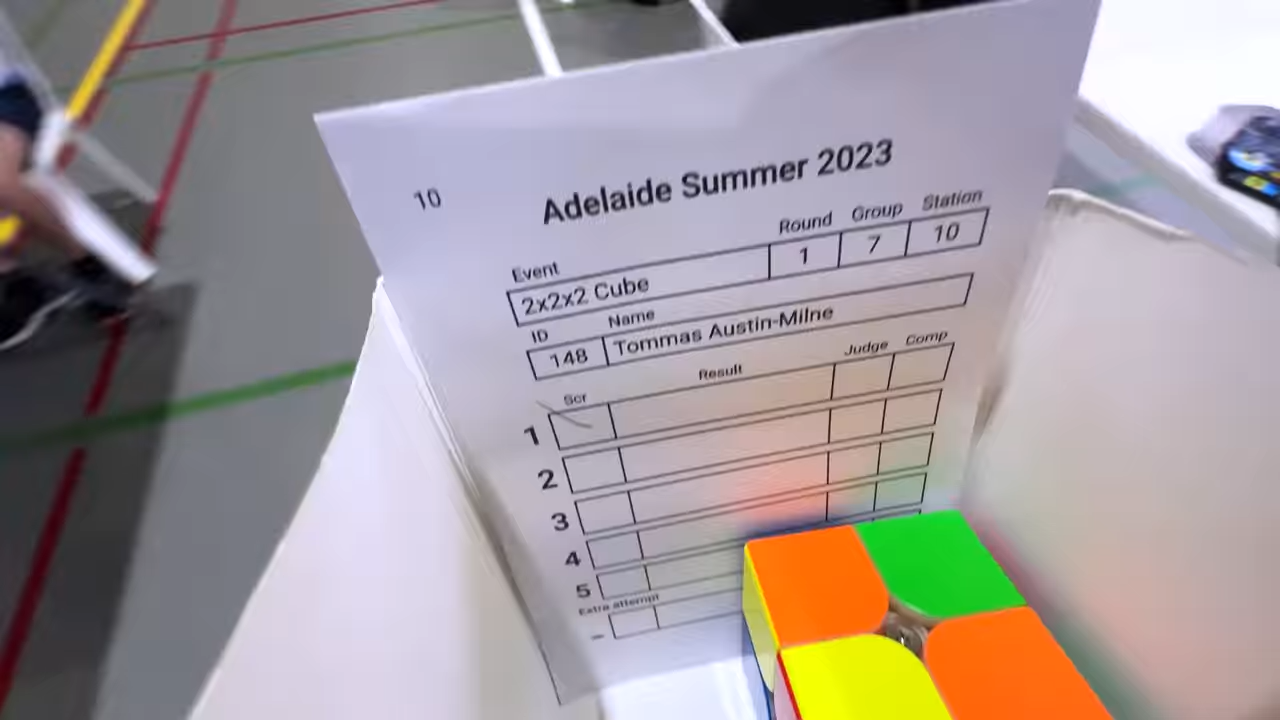 10
Adelaide Summer 2023
Round Group Station
Event
2x2x2 Cube 1 7 10
ID Name
148 Tommas Austin-Milne
Scr Result Judge Comp
1
2
3
4
5
Extra attempt
_